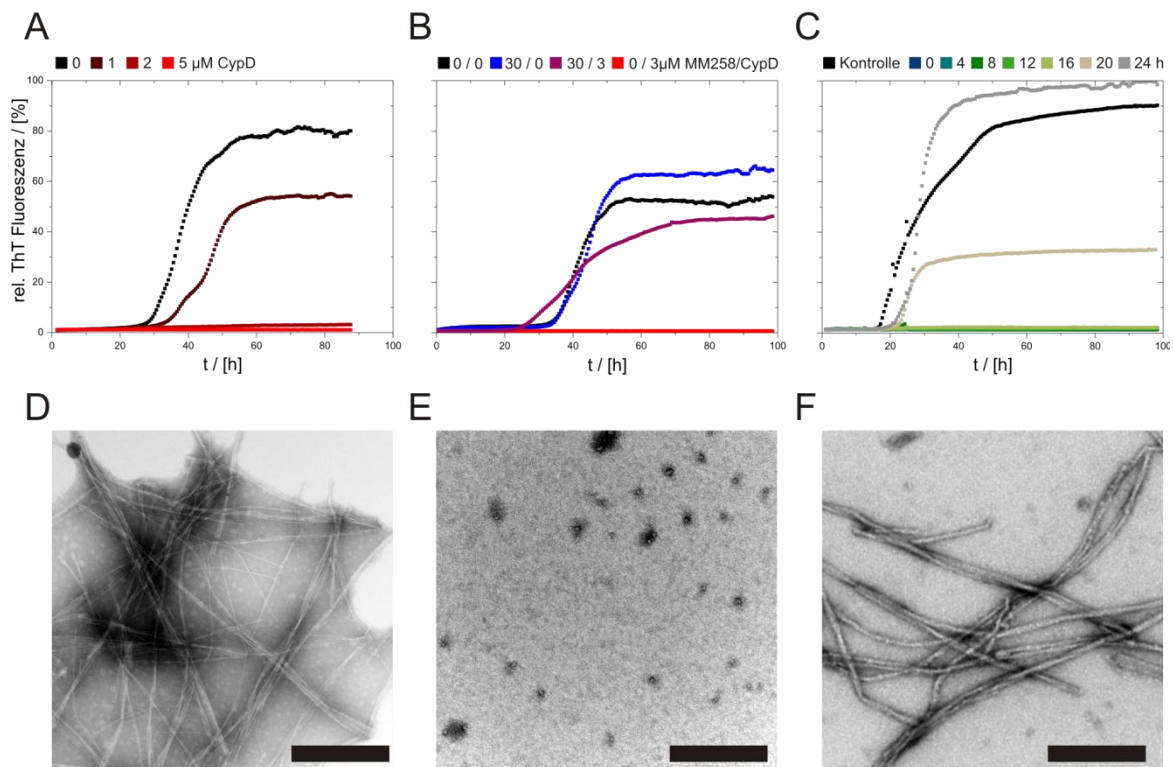 A
B
C
0 1 2 5 µM CypD
0 / 0 30 / 0 30 / 3 0 / 3µM MM258/CypD
Kontrolle 0 4 8 12 16 20 24 h
rel. ThT Fluoreszenz / [%]
100
80
60
40
20
0
0 20 40 60 80 100
0 20 40 60 80 100
0 20 40 60 80 100
t / [h]
t / [h]
t / [h]
D
E
F